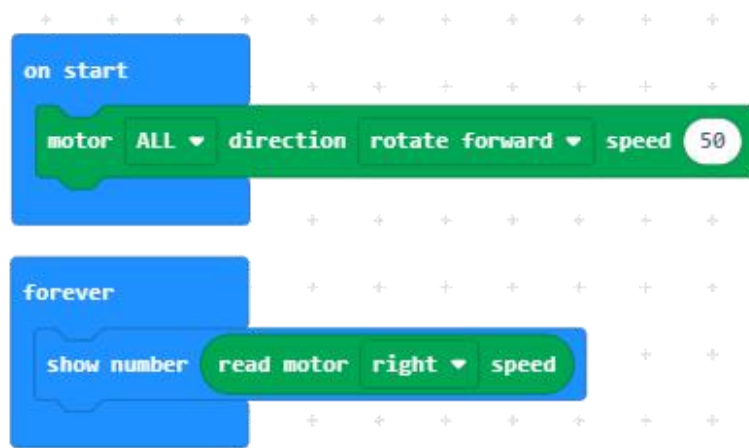 on start
motor ALL direction rotate forward speed 50
forever
show number read motor right speed